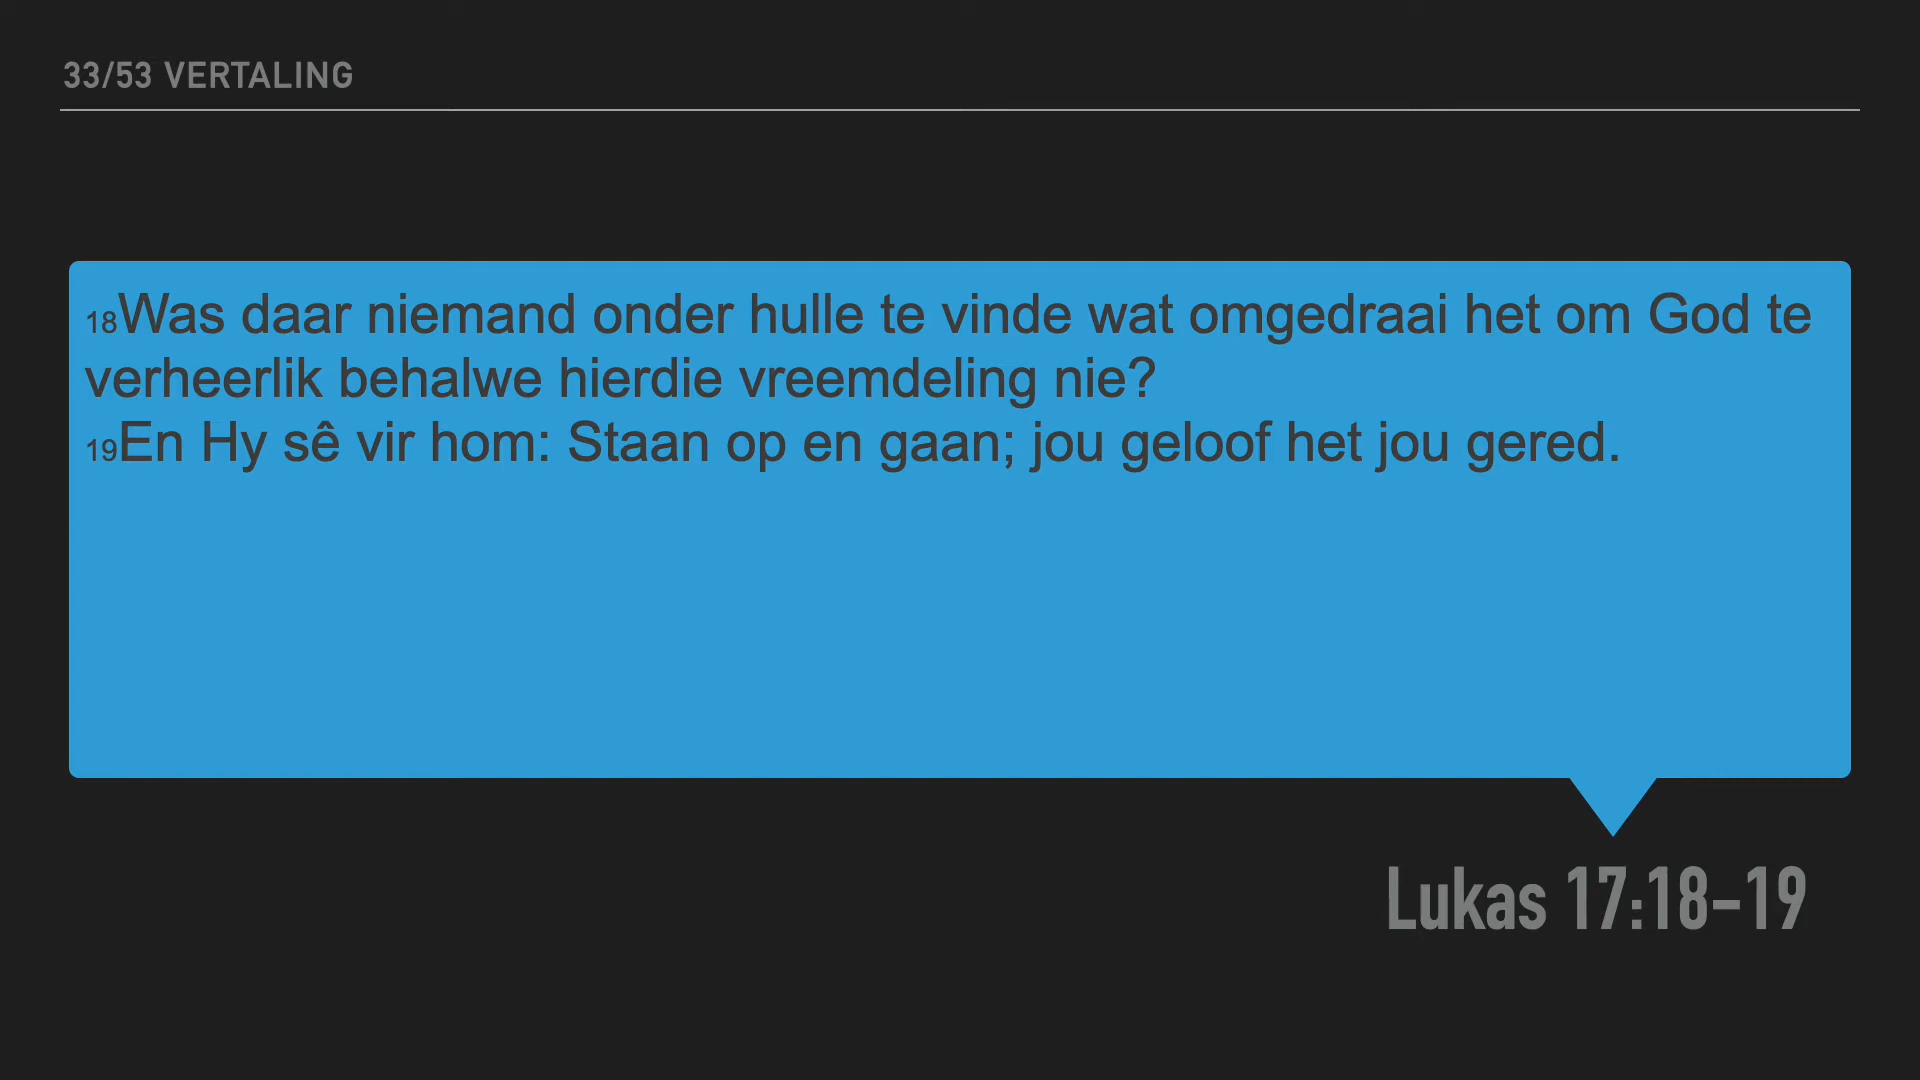 33/53 VERTALING
18Was daar niemand onder hulle te vinde wat omgedraai het om God te
verheerlik behalwe hierdie vreemdeling nie?
19En Hy sê vir hom: Staan op en gaan; jou geloof het jou gered.
Lukas 17:18-19